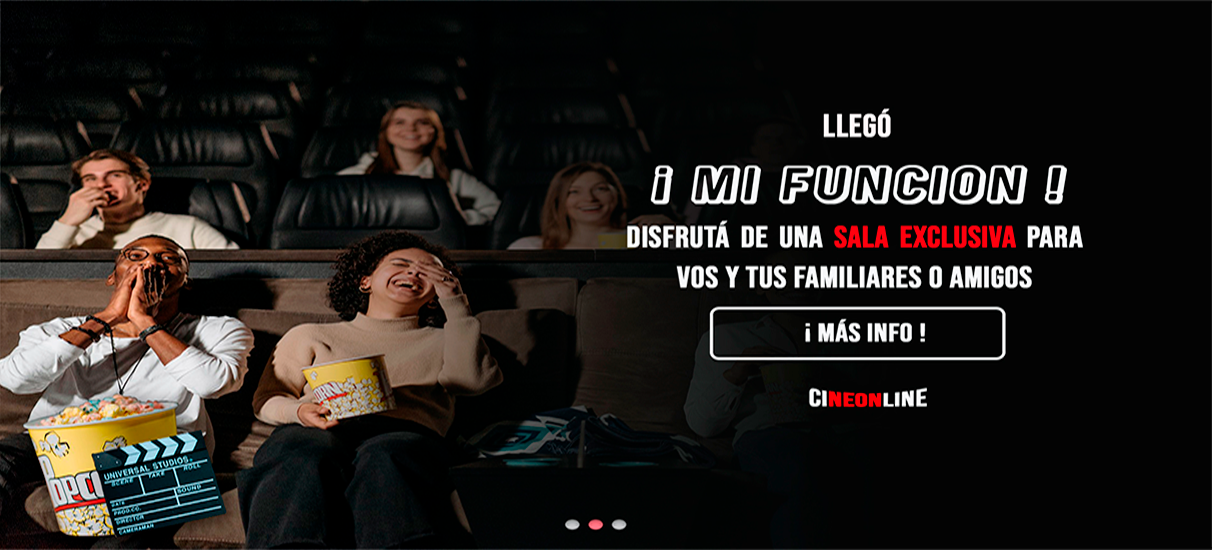 LLEGÓ
¡ MI FUNCION !
DISFRUTÁ DE UNA SALA EXCLUSIVA PARA
VOS Y TUS FAMILIARES O AMIGOS
¡ MÁS INFO !
CINEONLINE
UNIVERSAL STUDIOS
SCENE TAKE ROLL
SOUND
DATE
PROD.CO.
DIRECTOR
CAMERAMAN